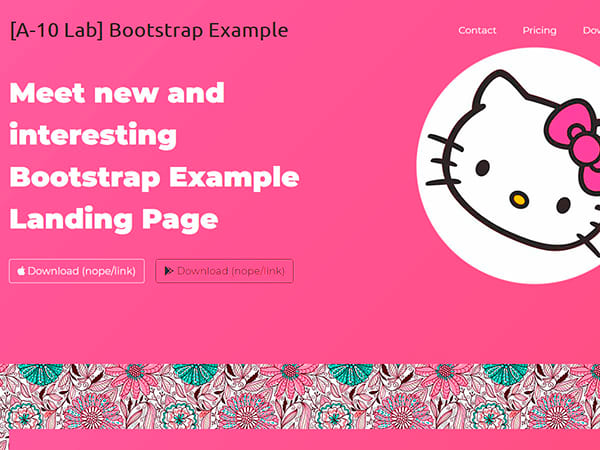 [A-10 Lab] Bootstrap Example
Contact Pricing
Meet new and
interesting
Bootstrap Example
Landing Page
Download (nope/link) Download (nope/link)